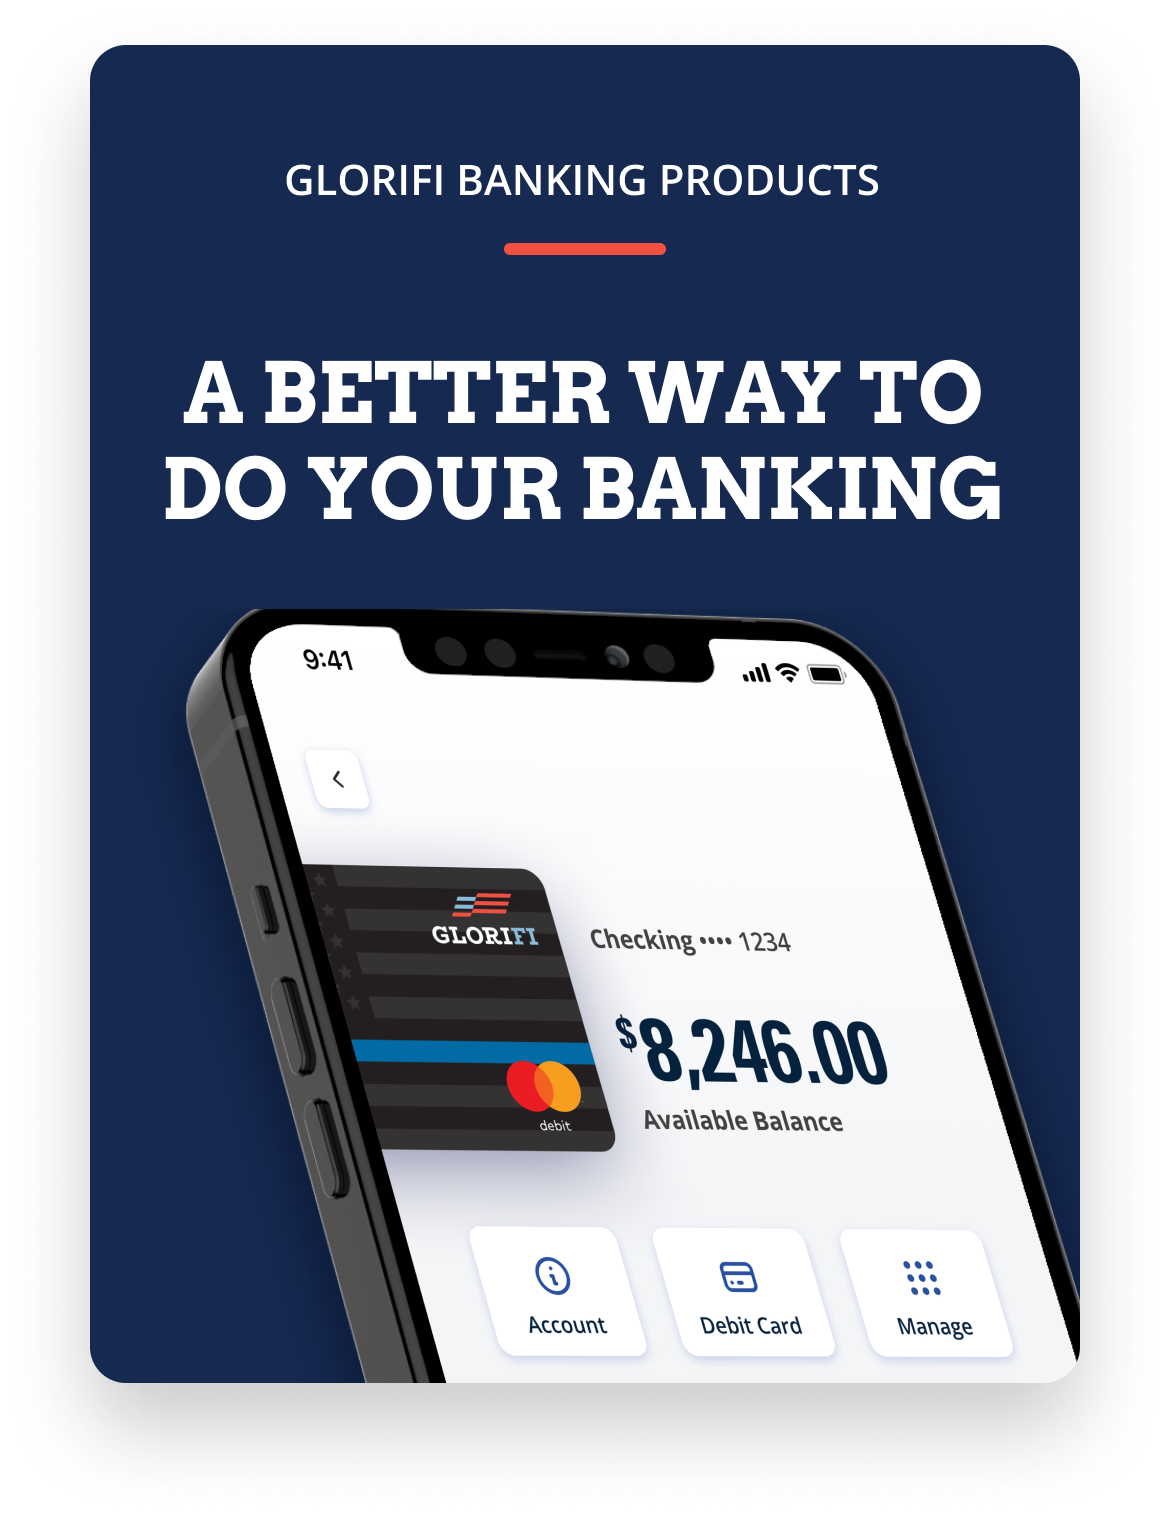 GLORIFI BANKING PRODUCTS
A BETTER WAY TO
DO YOUR BANKING
9:41
GLORIFI
debit
Checking •••• 1234
$8,246.00
Available Balance
Account
Debit Card
Manage